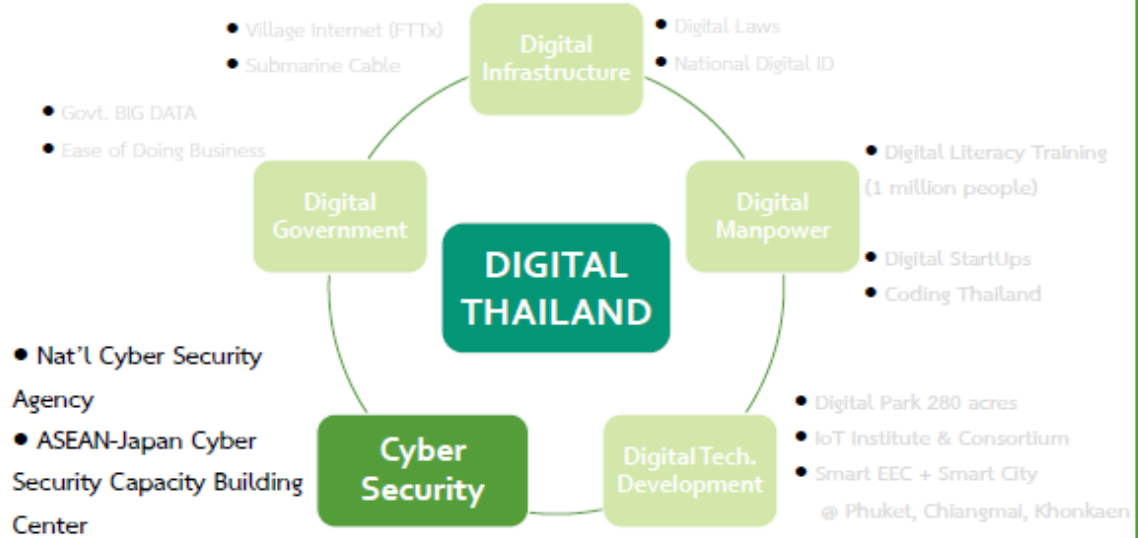 ● Village Internet (FTTx)
● Submarine Cable
Digital
Infrastructure
● Digital Laws
● National Digital ID
● Govt. BIG DATA
● Ease of Doing Business
Digital
Government
Digital
Manpower
● Digital Literacy Training
(1 million people)
● Digital StartUps
● Coding Thailand
DIGITAL
THAILAND
● Nat'l Cyber Security
Agency
● ASEAN-Japan Cyber
Security Capacity Building
Center
Cyber
Security
Digital Tech.
Development
● Digital Park 280 acres
● IoT Institute & Consortium
● Smart EEC + Smart City
@ Phuket, Chiangmai, Khonkaen